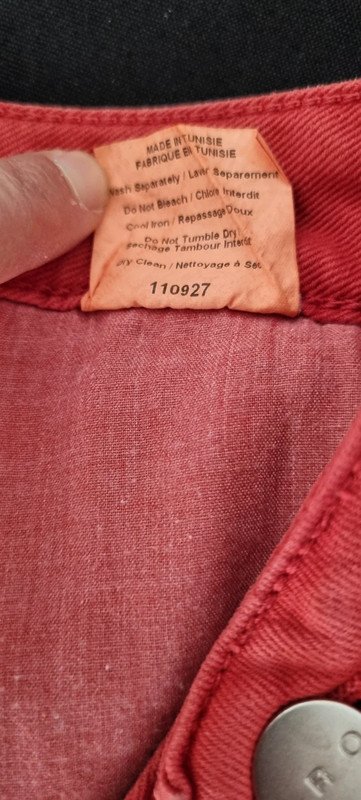 MADE IN TUNISIE
FABRIQUE EN TUNISIE
Wash Separately / Laver Separement
Do Not Bleach / Chlore Interdit
Cool Iron / Repassage Doux
Do Not Tumble Dry
Sechage Tambour Interdit
Dry Clean / Nettoyage à Sec
110927
RO